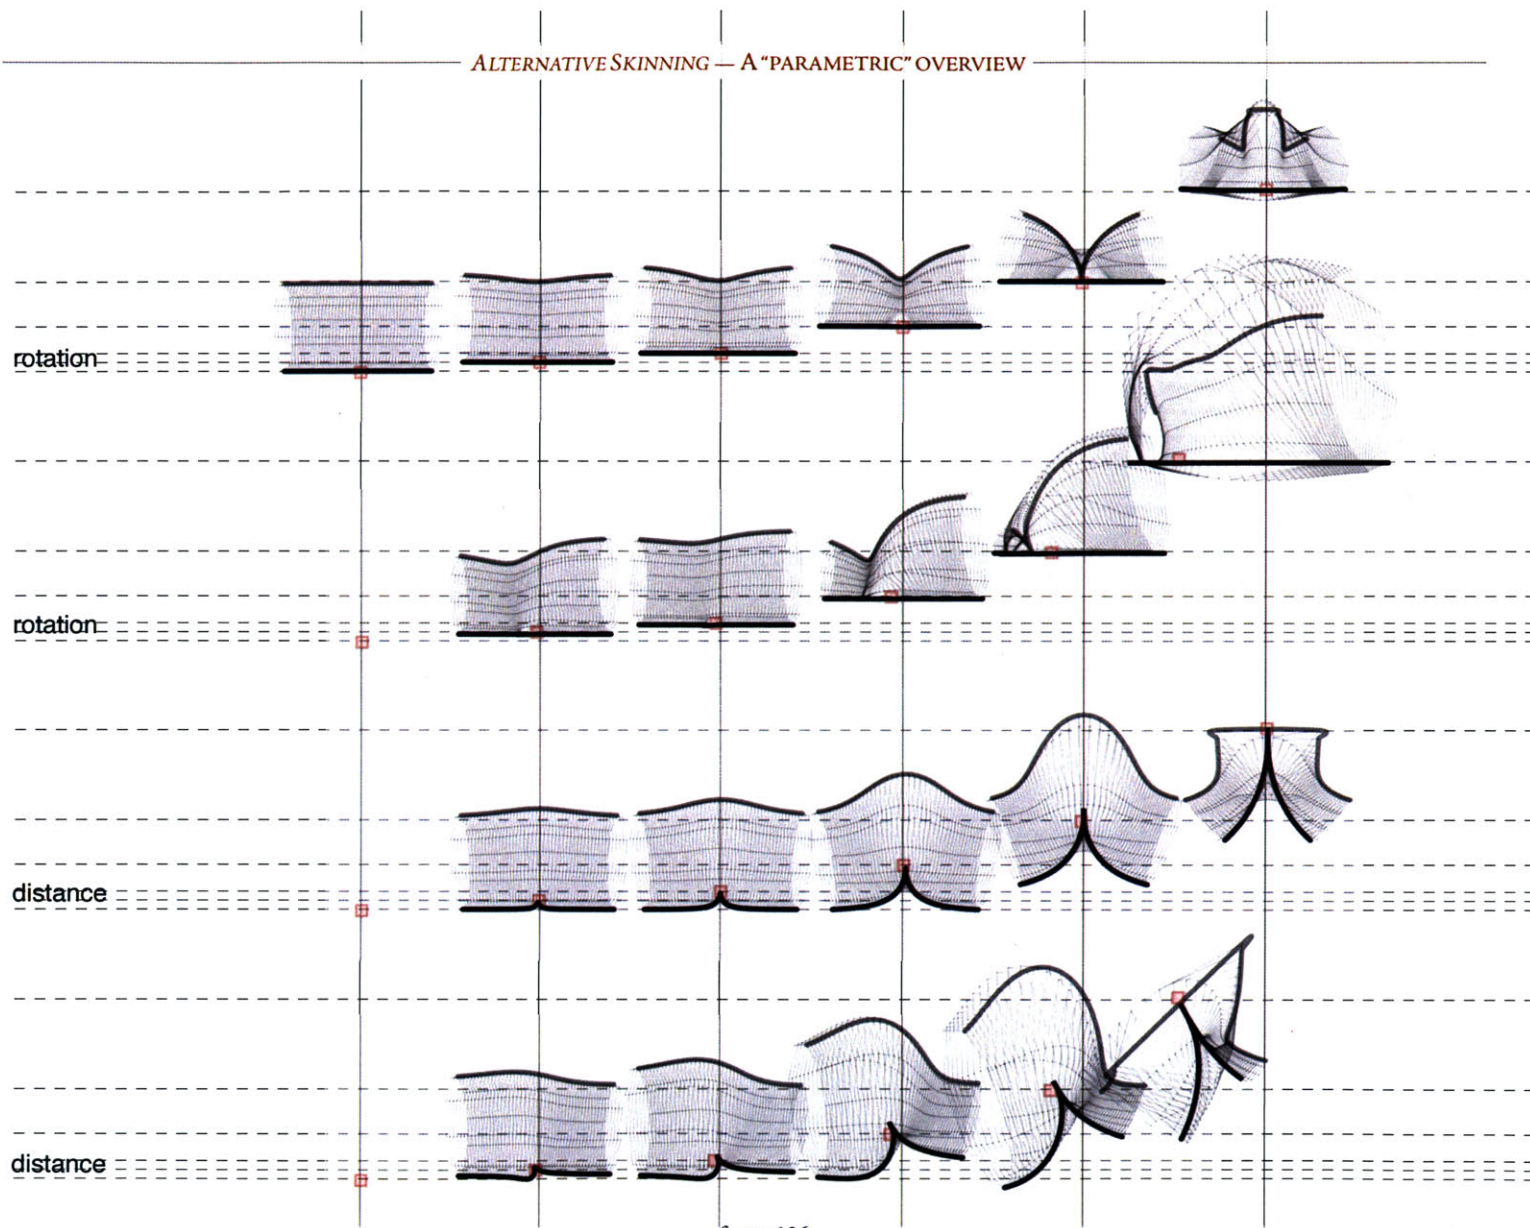 ALTERNATIVE SKINNING — A “PARAMETRIC” OVERVIEW
rotation
rotation
distance
distance